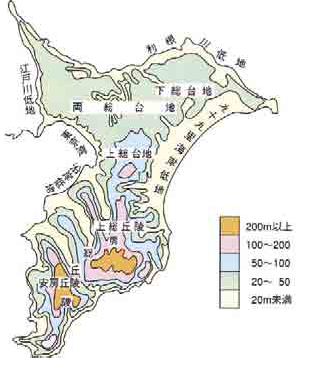 利根川低地
江戸川低地
下総台地
両総台地
九十九里海岸低地
上総台地
上総丘陵
房総丘陵
安房丘陵
200m以上
100~200
50~100
20~ 50
20m未満